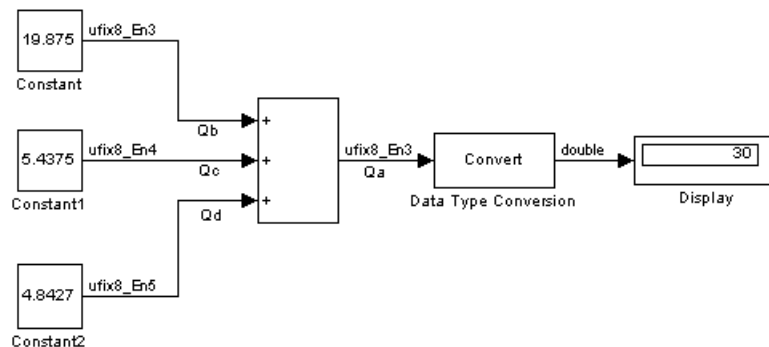 19.875
ufix8_En3
Constant
Qb
+
5.4375
ufix8_En4
Constant1
Qc
+
ufix8_En3
Qa
Convert
Data Type Conversion
double
30
Display
+
Qd
4.8427
ufix8_En5
Constant2